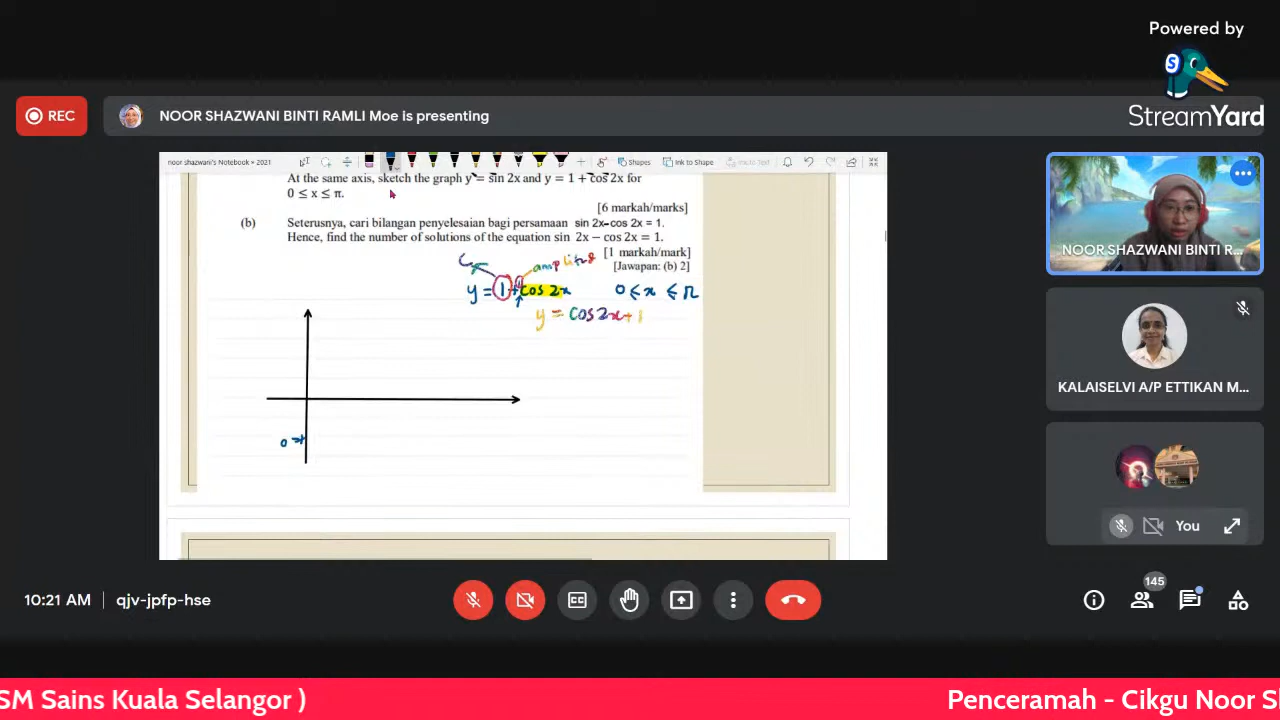 Powered by
StreamYard
REC
NOOR SHAZWANI BINTI RAMLI Moe is presenting
noor shazwani's Notebook » 2021
Shapes
Ink to Shape
Ink to Text
At the same axis, sketch the graph y = sin 2x and y = 1 + cos 2x for
0 ≤ x ≤ π.
[6 markah/marks]
(b) Seterusnya, cari bilangan penyelesaian bagi persamaan sin 2x – cos 2x = 1.
Hence, find the number of solutions of the equation sin 2x – cos 2x = 1.
[1 markah/mark]
[Jawapan: (b) 2]
y = 1 + cos 2x 0 ≤ x ≤ π
y = cos 2x + 1
0
NOOR SHAZWANI BINTI R...
KALAISELVI A/P ETTIKAN M...
You
10:21 AM
qjv-jpfp-hse
145
SM Sains Kuala Selangor )
Penceramah - Cikgu Noor S